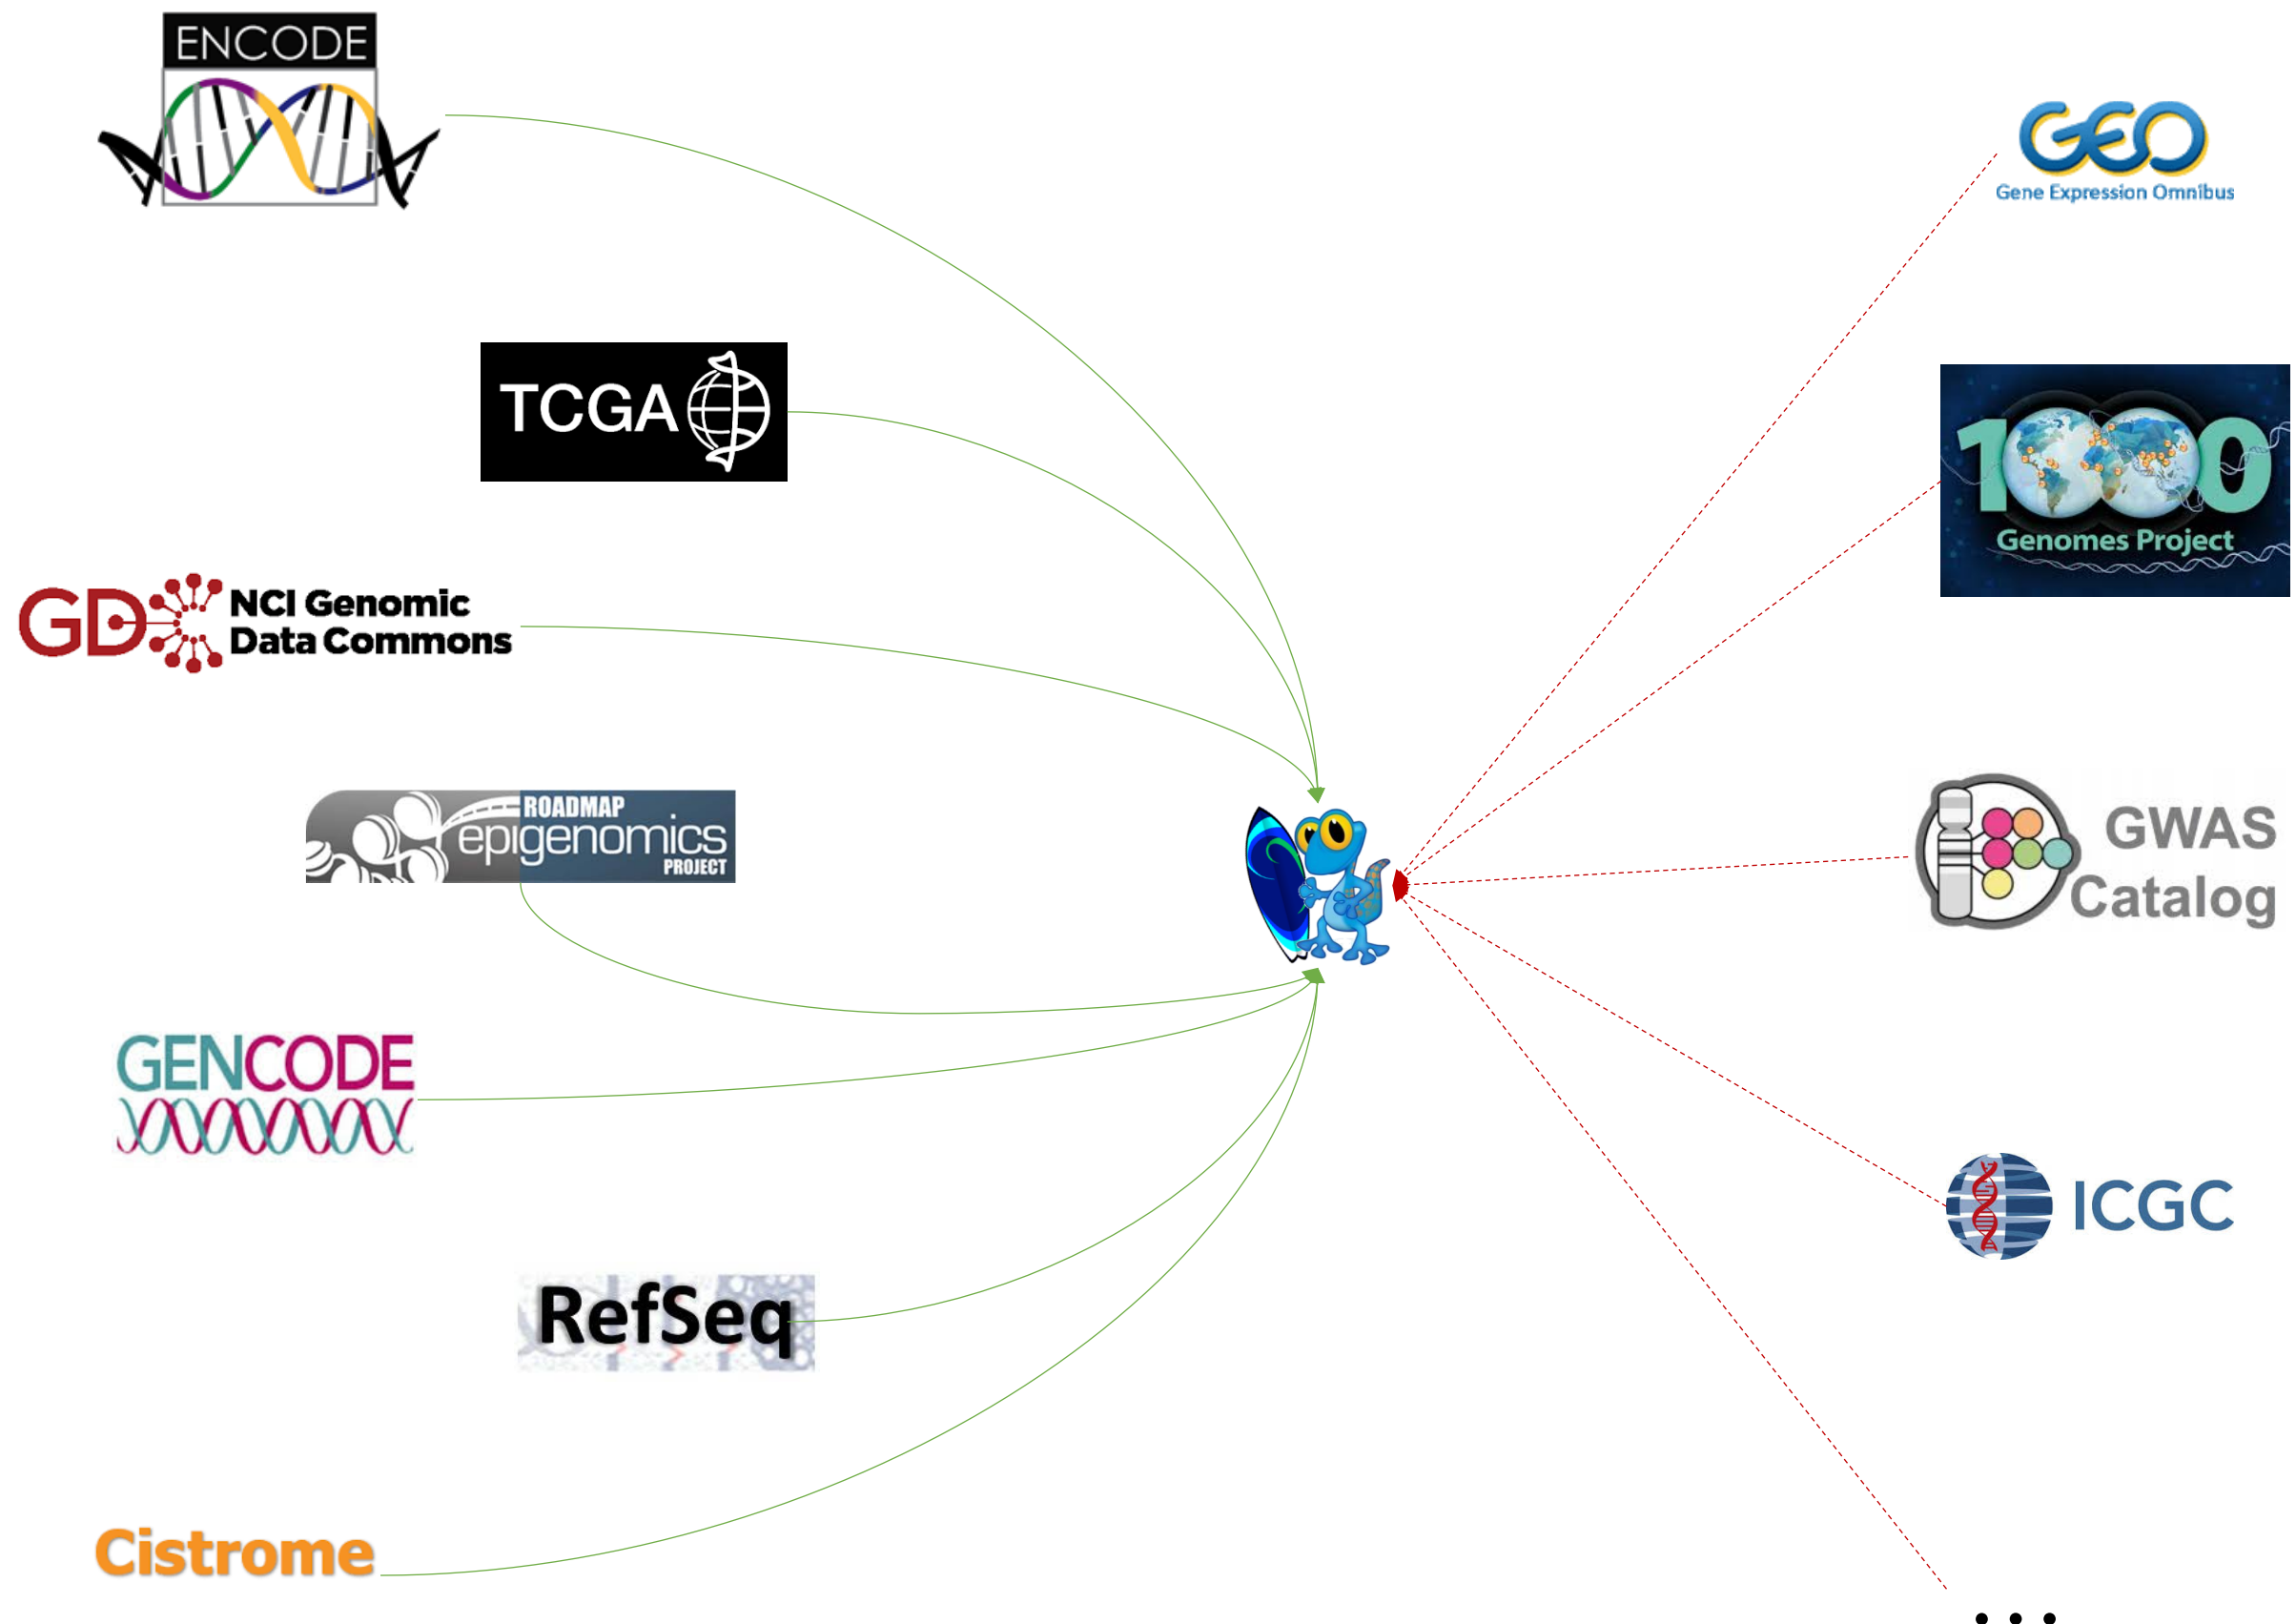 ENCODE
TCGA
GDC NCI Genomic
Data Commons
ROADMAP
epigenomics
PROJECT
GENCODE
RefSeq
Cistrome
GEO
Gene Expression Omnibus
1000
Genomes Project
GWAS
Catalog
ICGC
...